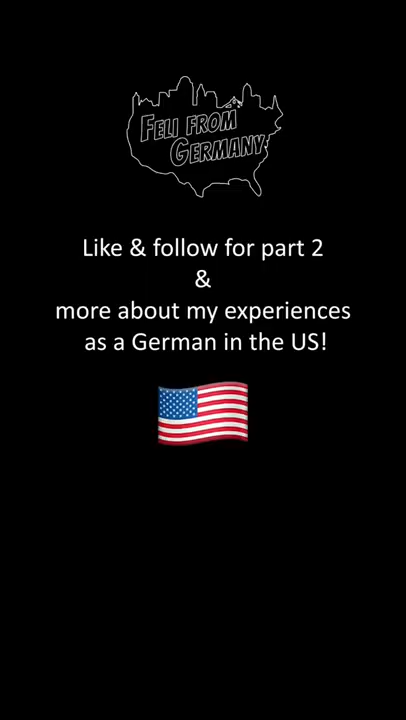 FELI FROM
GERMANY
Like & follow for part 2
&
more about my experiences
as a German in the US!